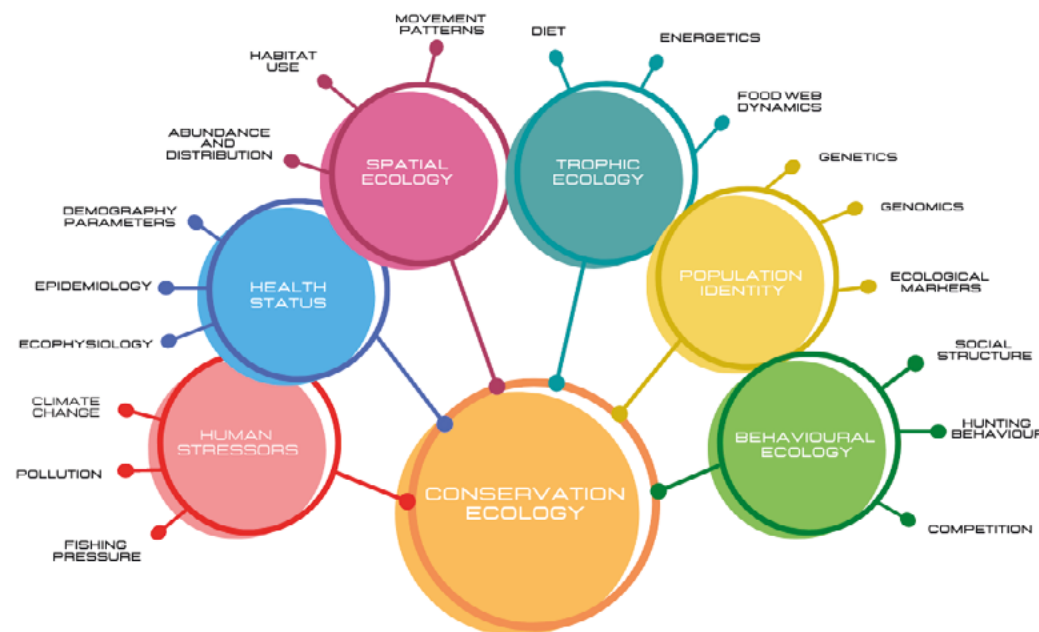 MOVEMENT
PATTERNS
HABITAT
USE
ABUNDANCE
AND
DISTRIBUTION
SPATIAL
ECOLOGY
DIET
ENERGETICS
FOOD WEB
DYNAMICS
TROPHIC
ECOLOGY
DEMOGRAPHY
PARAMETERS
EPIDEMIOLOGY
ECOPHYSIOLOGY
HEALTH
STATUS
GENETICS
GENOMICS
ECOLOGICAL
MARKERS
POPULATION
IDENTITY
CLIMATE
CHANGE
POLLUTION
FISHING
PRESSURE
HUMAN
STRESSORS
SOCIAL
STRUCTURE
HUNTING
BEHAVIOUR
COMPETITION
BEHAVIOURAL
ECOLOGY
CONSERVATION
ECOLOGY